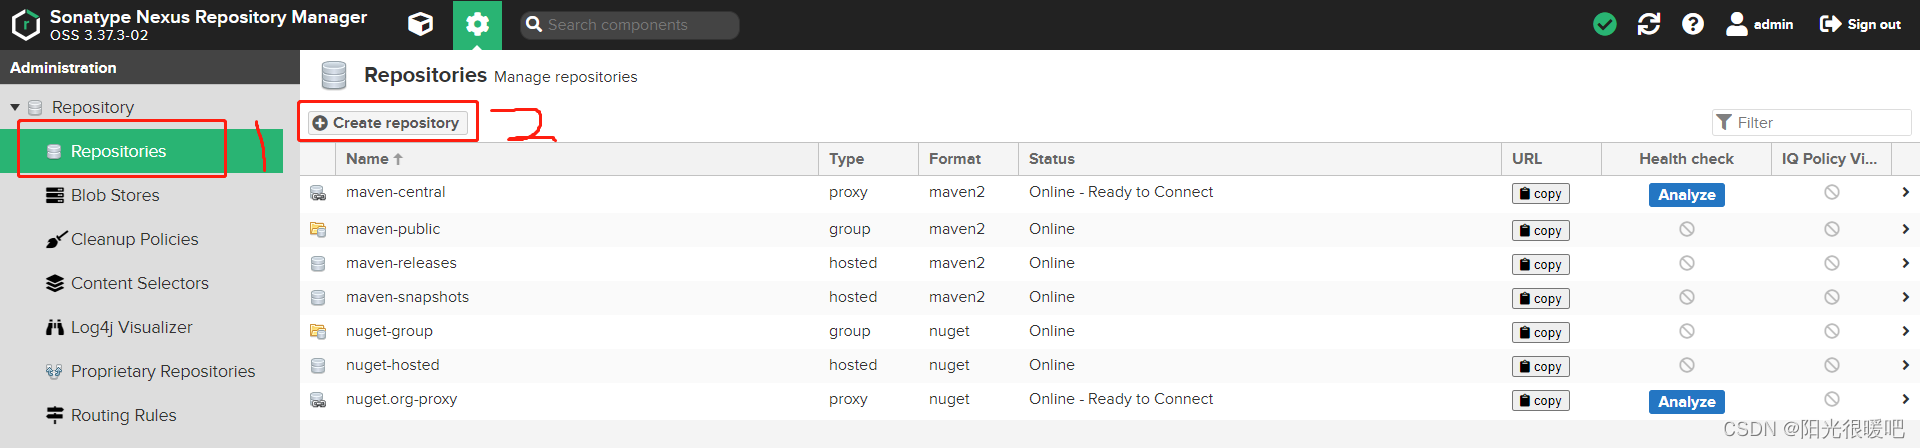 Sonatype Nexus Repository Manager
OSS 3.37.3-02
Search components
admin
Sign out
Administration
Repository
Repositories
Blob Stores
Cleanup Policies
Content Selectors
Log4j Visualizer
Proprietary Repositories
Routing Rules
1
Repositories Manage repositories
Create repository
2
Filter
Name Type Format Status URL Health check IQ Policy Vi...
maven-central proxy maven2 Online - Ready to Connect copy Analyze
maven-public group maven2 Online copy
maven-releases hosted maven2 Online copy
maven-snapshots hosted maven2 Online copy
nuget-group group nuget Online copy
nuget-hosted hosted nuget Online copy
nuget.org-proxy proxy nuget Online - Ready to Connect copy Analyze
CSDN @阳光很暖吧